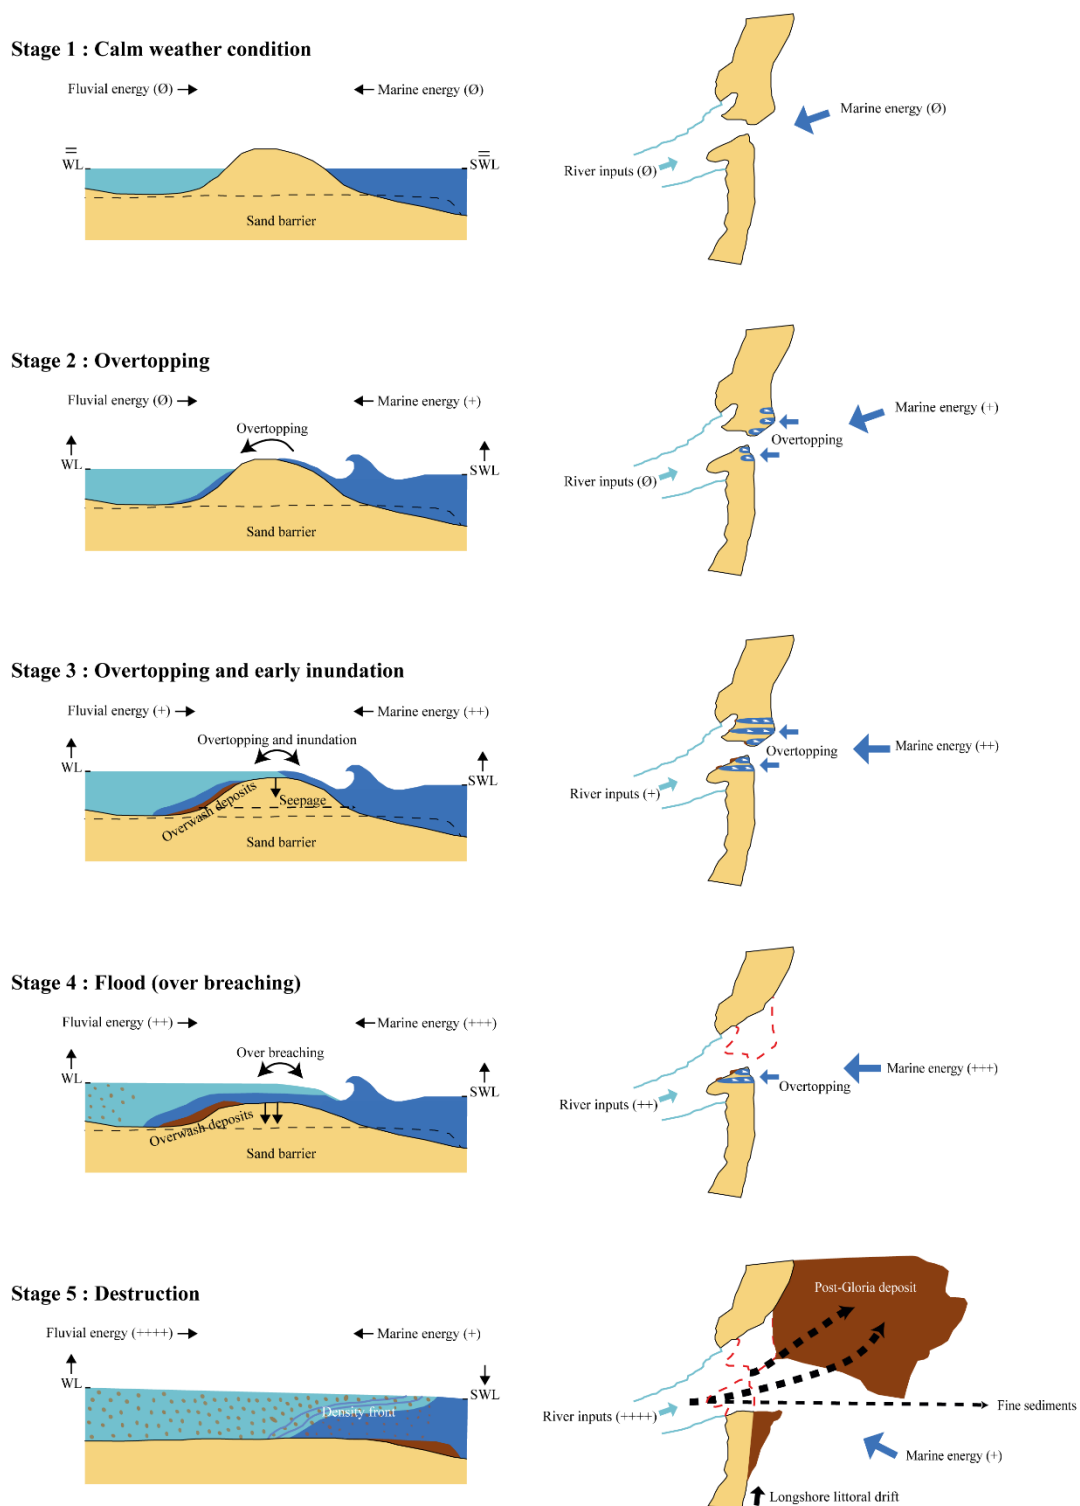 Stage 1 : Calm weather condition
Fluvial energy (Ø)
Marine energy (Ø)
WL
SWL
Sand barrier
Marine energy (Ø)
River inputs (Ø)
Stage 2 : Overtopping
Fluvial energy (Ø)
Marine energy (+)
Overtopping
WL
SWL
Sand barrier
Marine energy (+)
Overtopping
River inputs (Ø)
Stage 3 : Overtopping and early inundation
Fluvial energy (+)
Marine energy (++)
Overtopping and inundation
WL
SWL
Overwash deposits
Seepage
Sand barrier
Marine energy (++)
Overtopping
River inputs (+)
Stage 4 : Flood (over breaching)
Fluvial energy (++)
Marine energy (+++)
Over breaching
WL
SWL
Overwash deposits
Sand barrier
Marine energy (+++)
Overtopping
River inputs (++)
Stage 5 : Destruction
Fluvial energy (++++)
Marine energy (+)
WL
SWL
Density front
Post-Gloria deposit
River inputs (++++)
Fine sediments
Marine energy (+)
Longshore littoral drift